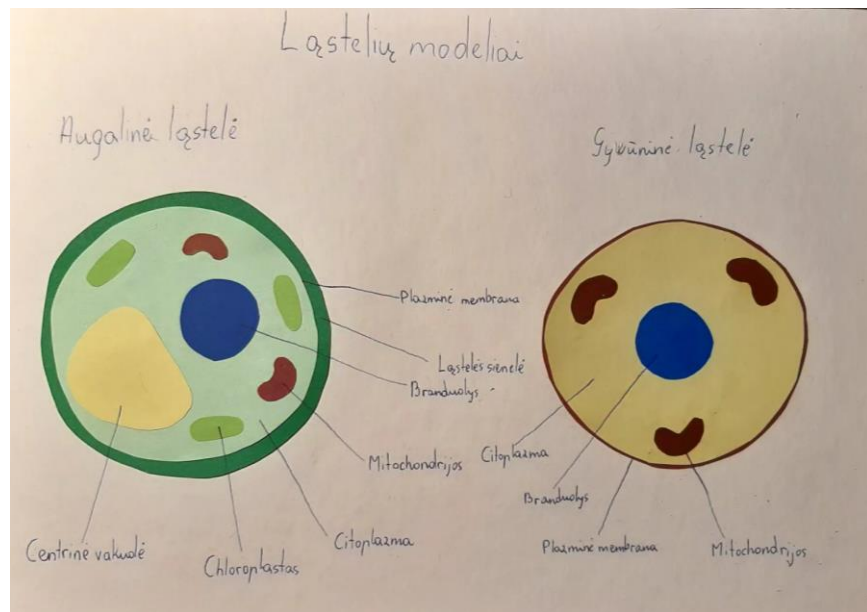 Ląstelių modeliai
Augalinė ląstelė
Gyvūninė ląstelė
Plazminė membrana
Ląstelės sienelė
Branduolys
Mitochondrijos
Citoplazma
Chloroplastas
Centrinė vakuolė
Citoplazma
Branduolys
Plazminė membrana
Mitochondrijos